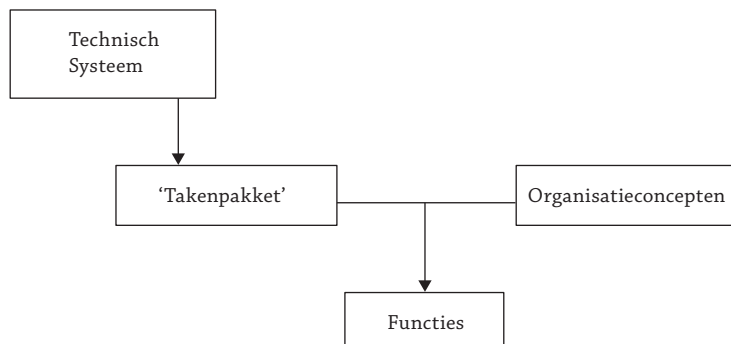 Technisch
Systeem
‘Takenpakket’
Organisatieconcepten
Functies